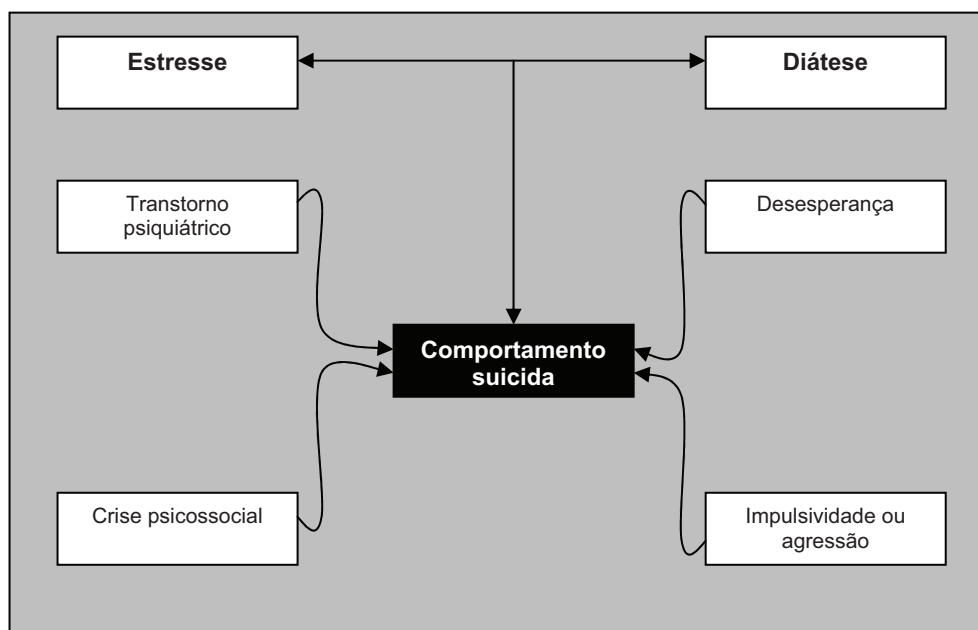 Estresse
Diátese
Transtorno
psiquiátrico
Desesperança
Comportamento
suicida
Crise psicossocial
Impulsividade ou
agressão